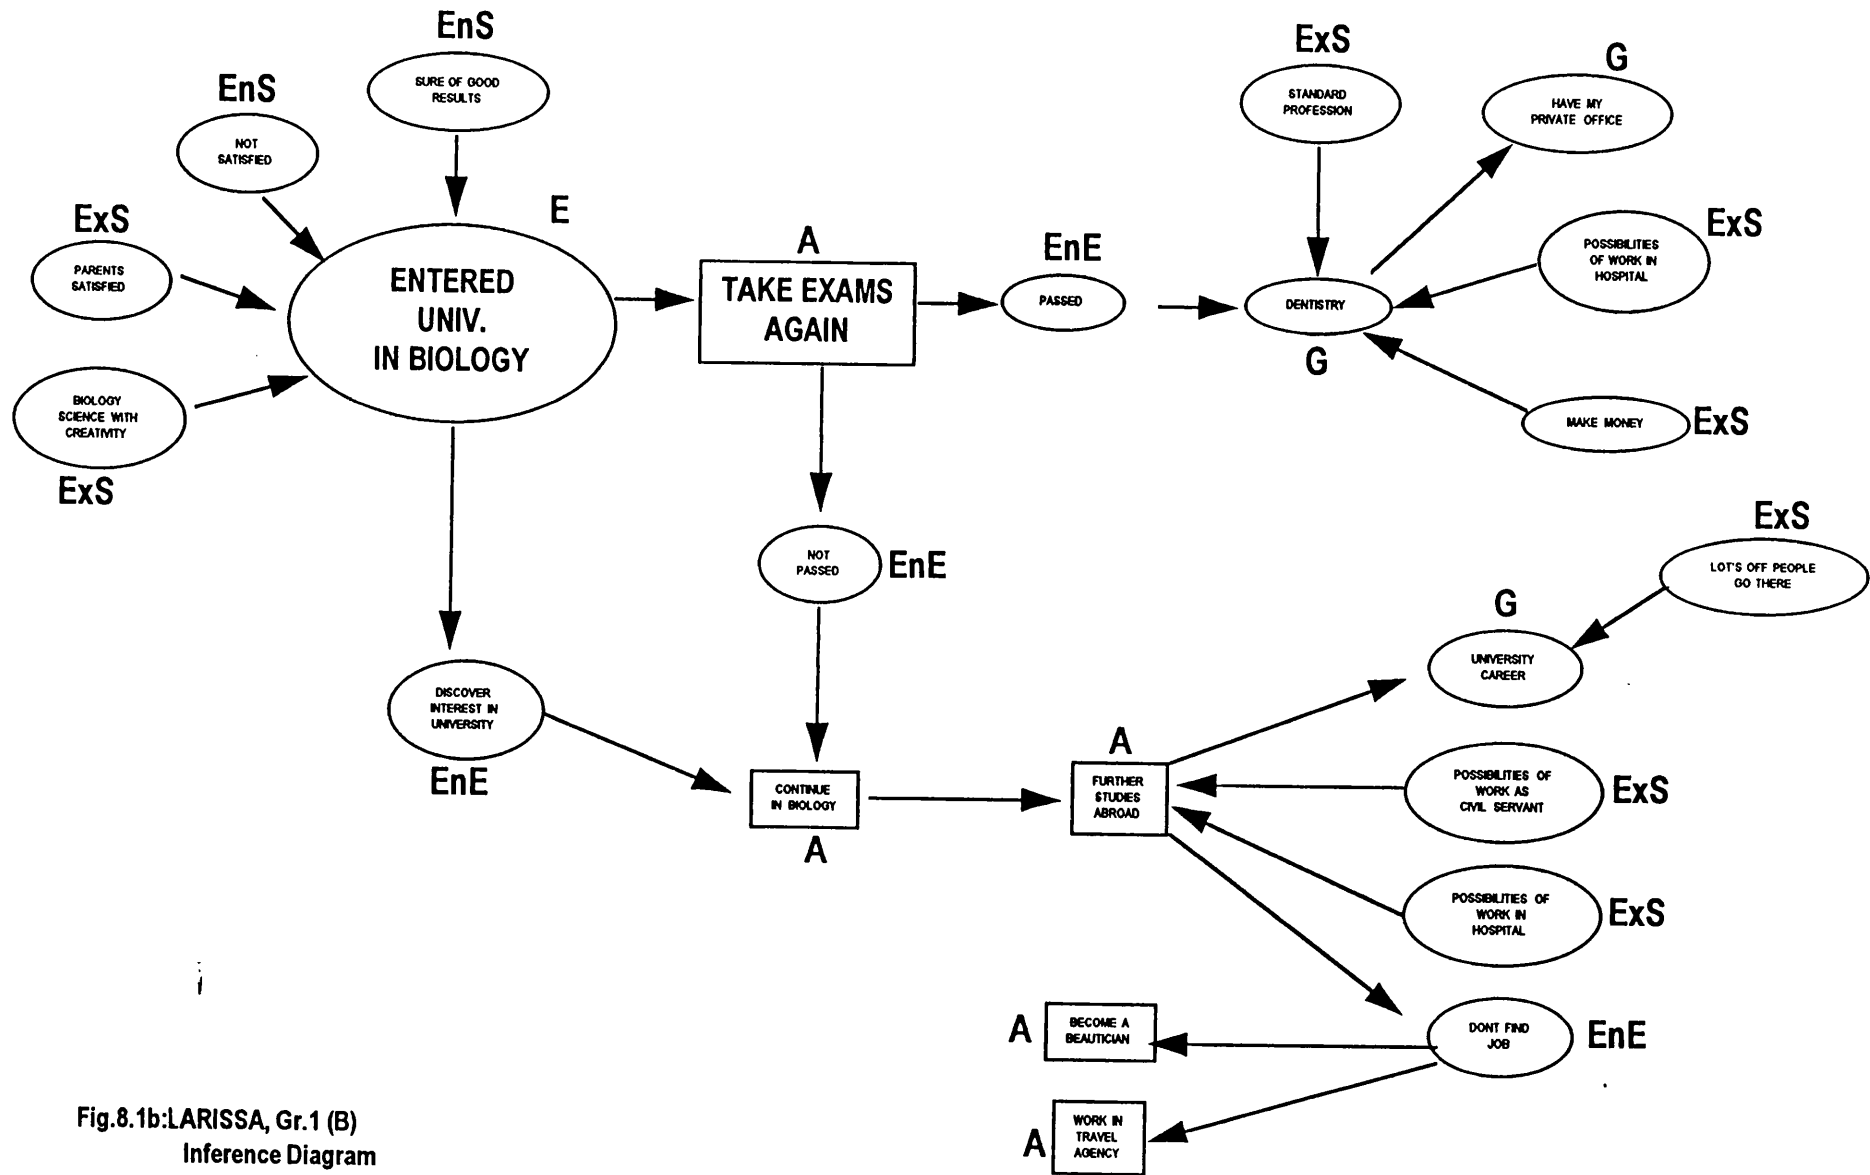 EnS
SURE OF GOOD
RESULTS
EnS
NOT
SATISFIED
ExS
PARENTS
SATISFIED
BIOLOGY
SCIENCE WITH
CREATIVITY
ExS
E
ENTERED
UNIV.
IN BIOLOGY
A
TAKE EXAMS
AGAIN
EnE
PASSED
ExS
STANDARD
PROFESSION
G
HAVE MY
PRIVATE OFFICE
DENTISTRY
G
ExS
POSSIBILITIES
OF WORK IN
HOSPITAL
MAKE MONEY
ExS
NOT
PASSED
EnE
DISCOVER
INTEREST IN
UNIVERSITY
EnE
CONTINUE
IN BIOLOGY
A
A
FURTHER
STUDIES
ABROAD
ExS
LOT'S OFF PEOPLE
GO THERE
G
UNIVERSITY
CAREER
POSSIBILITIES OF
WORK AS
CIVIL SERVANT
ExS
POSSIBILITIES OF
WORK IN
HOSPITAL
ExS
DONT FIND
JOB
EnE
A
BECOME A
BEAUTICIAN
A
WORK IN
TRAVEL
AGENCY
Fig.8.1b:LARISSA, Gr.1 (B)
Inference Diagram